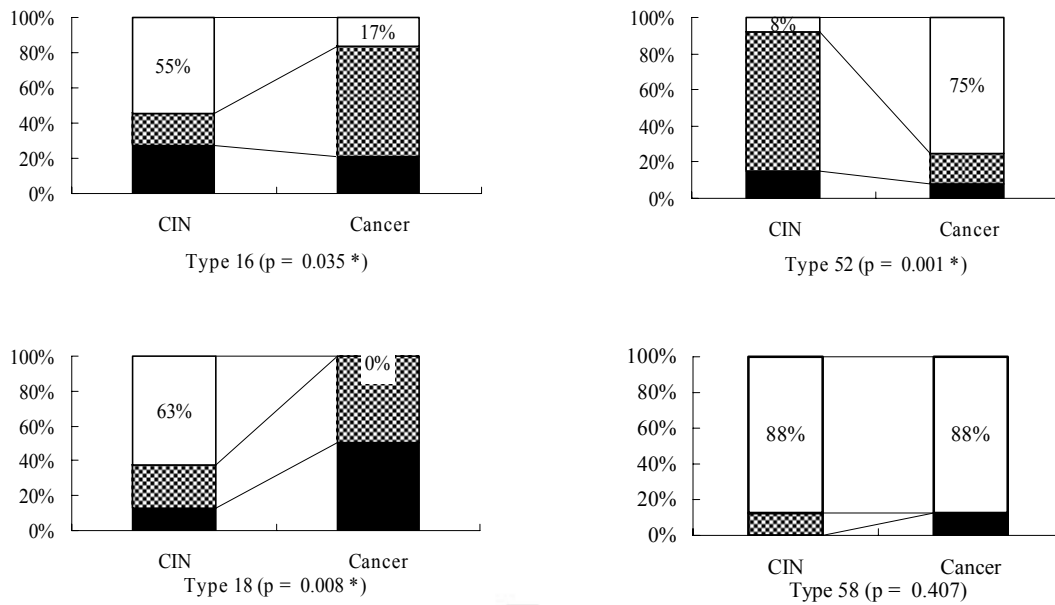 100%
80%
60%
40%
20%
0%
55%
17%
CIN
Cancer
Type 16 (p = 0.035 *)
100%
80%
60%
40%
20%
0%
8%
75%
CIN
Cancer
Type 52 (p = 0.001 *)
100%
80%
60%
40%
20%
0%
63%
0%
CIN
Cancer
Type 18 (p = 0.008 *)
100%
80%
60%
40%
20%
0%
88%
88%
CIN
Cancer
Type 58 (p = 0.407)